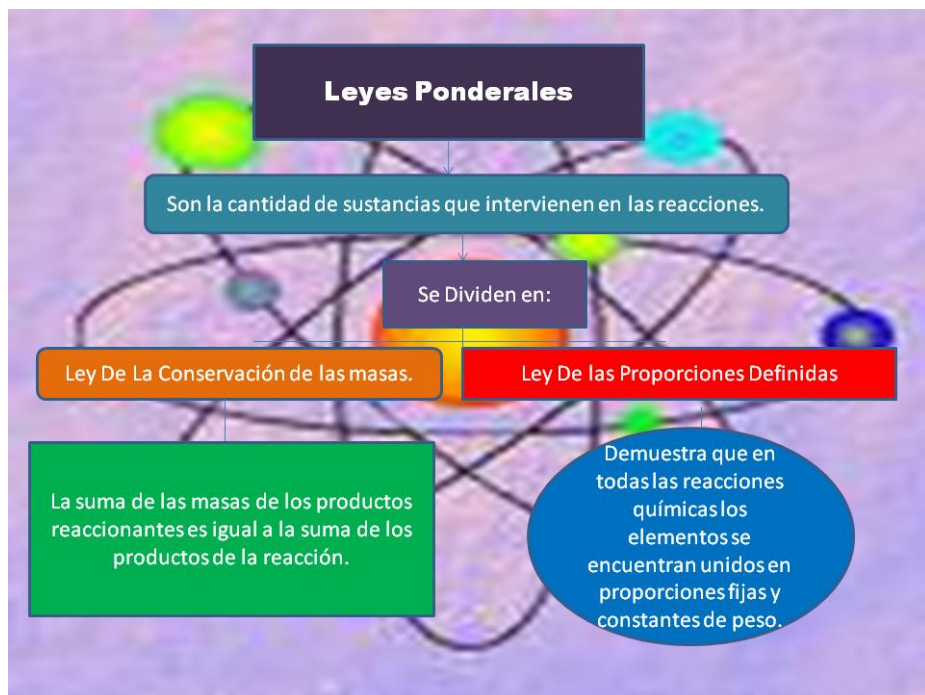 Leyes Ponderales
Son la cantidad de sustancias que intervienen en las reacciones.
Se Dividen en:
Ley De La Conservación de las masas.
Ley De las Proporciones Definidas
La suma de las masas de los productos
reaccionantes es igual a la suma de los
productos de la reacción.
Demuestra que en
todas las reacciones
químicas los
elementos se
encuentran unidos en
proporciones fijas y
constantes de peso.